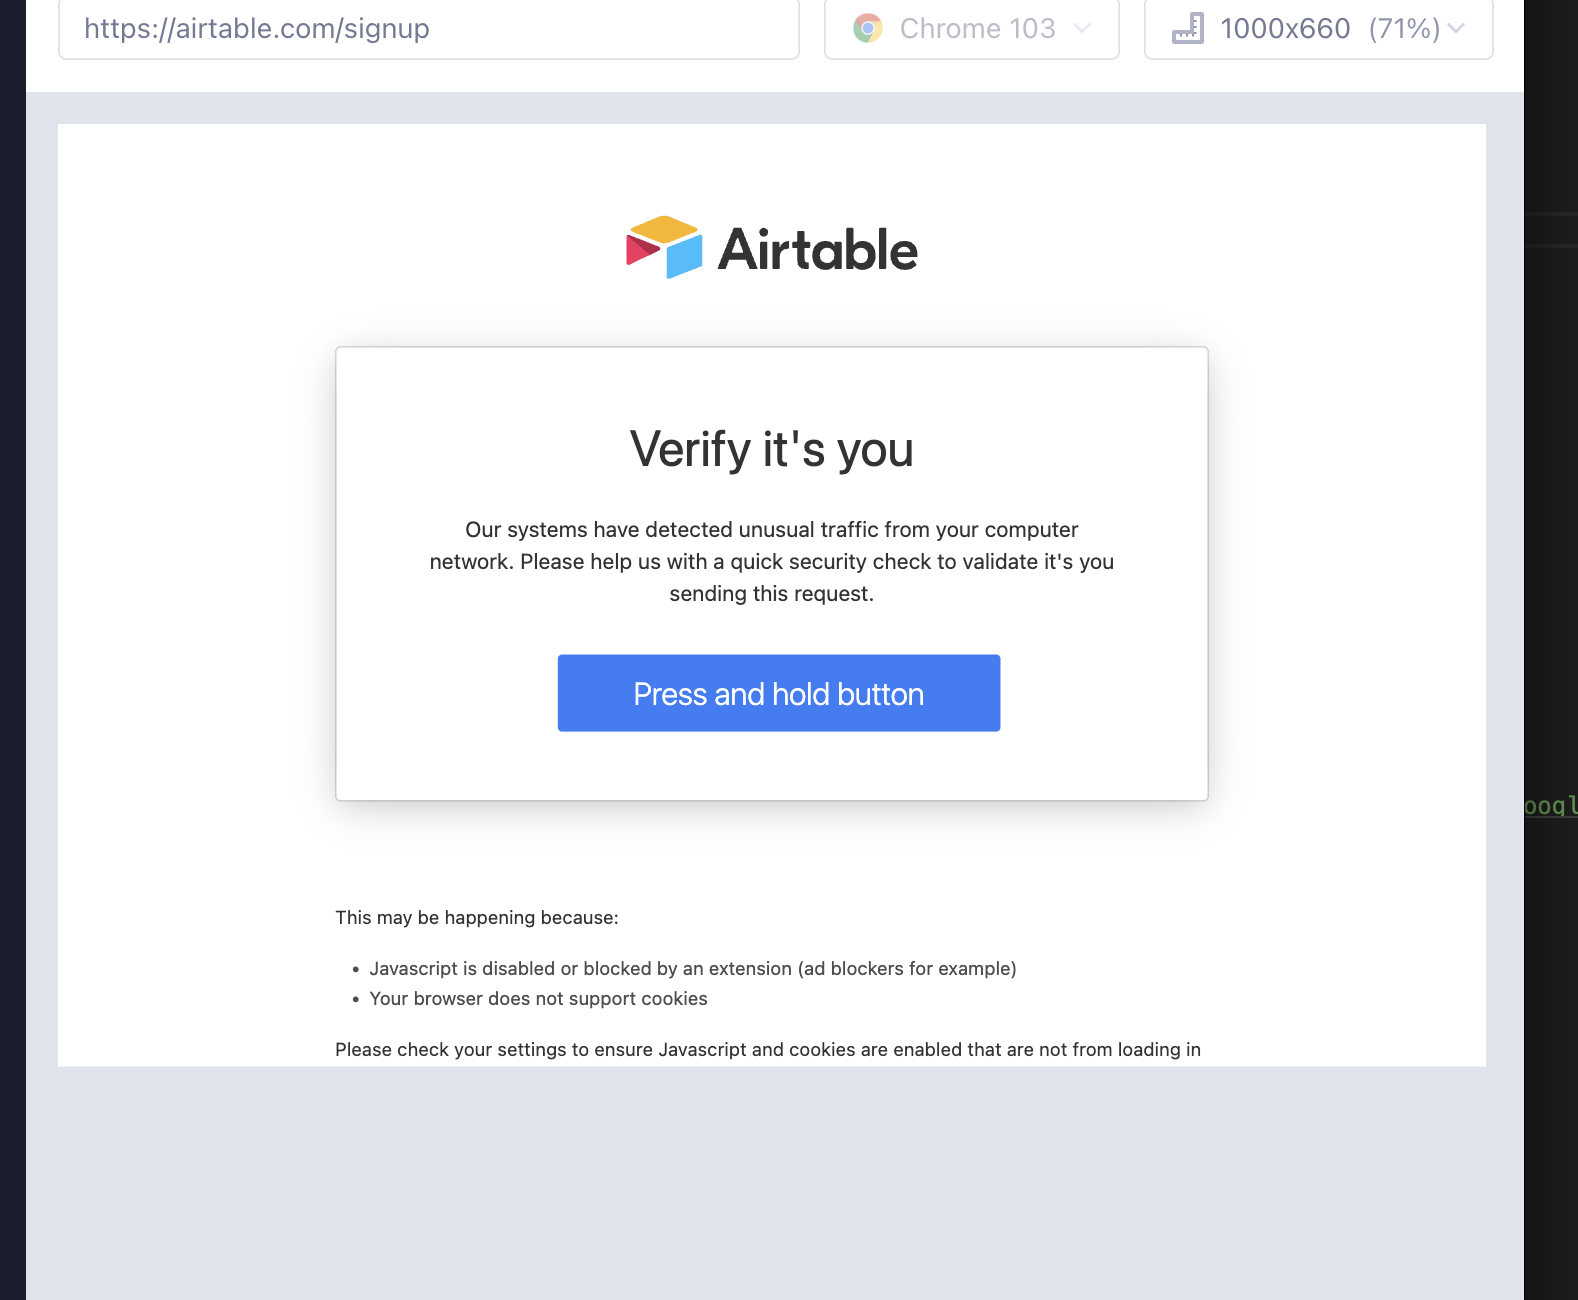 https://airtable.com/signup
Chrome 103
1000x660 (71%)
Airtable
Verify it's you
Our systems have detected unusual traffic from your computer
network. Please help us with a quick security check to validate it's you
sending this request.
Press and hold button
oogl
This may be happening because:
• Javascript is disabled or blocked by an extension (ad blockers for example)
• Your browser does not support cookies
Please check your settings to ensure Javascript and cookies are enabled that are not from loading in